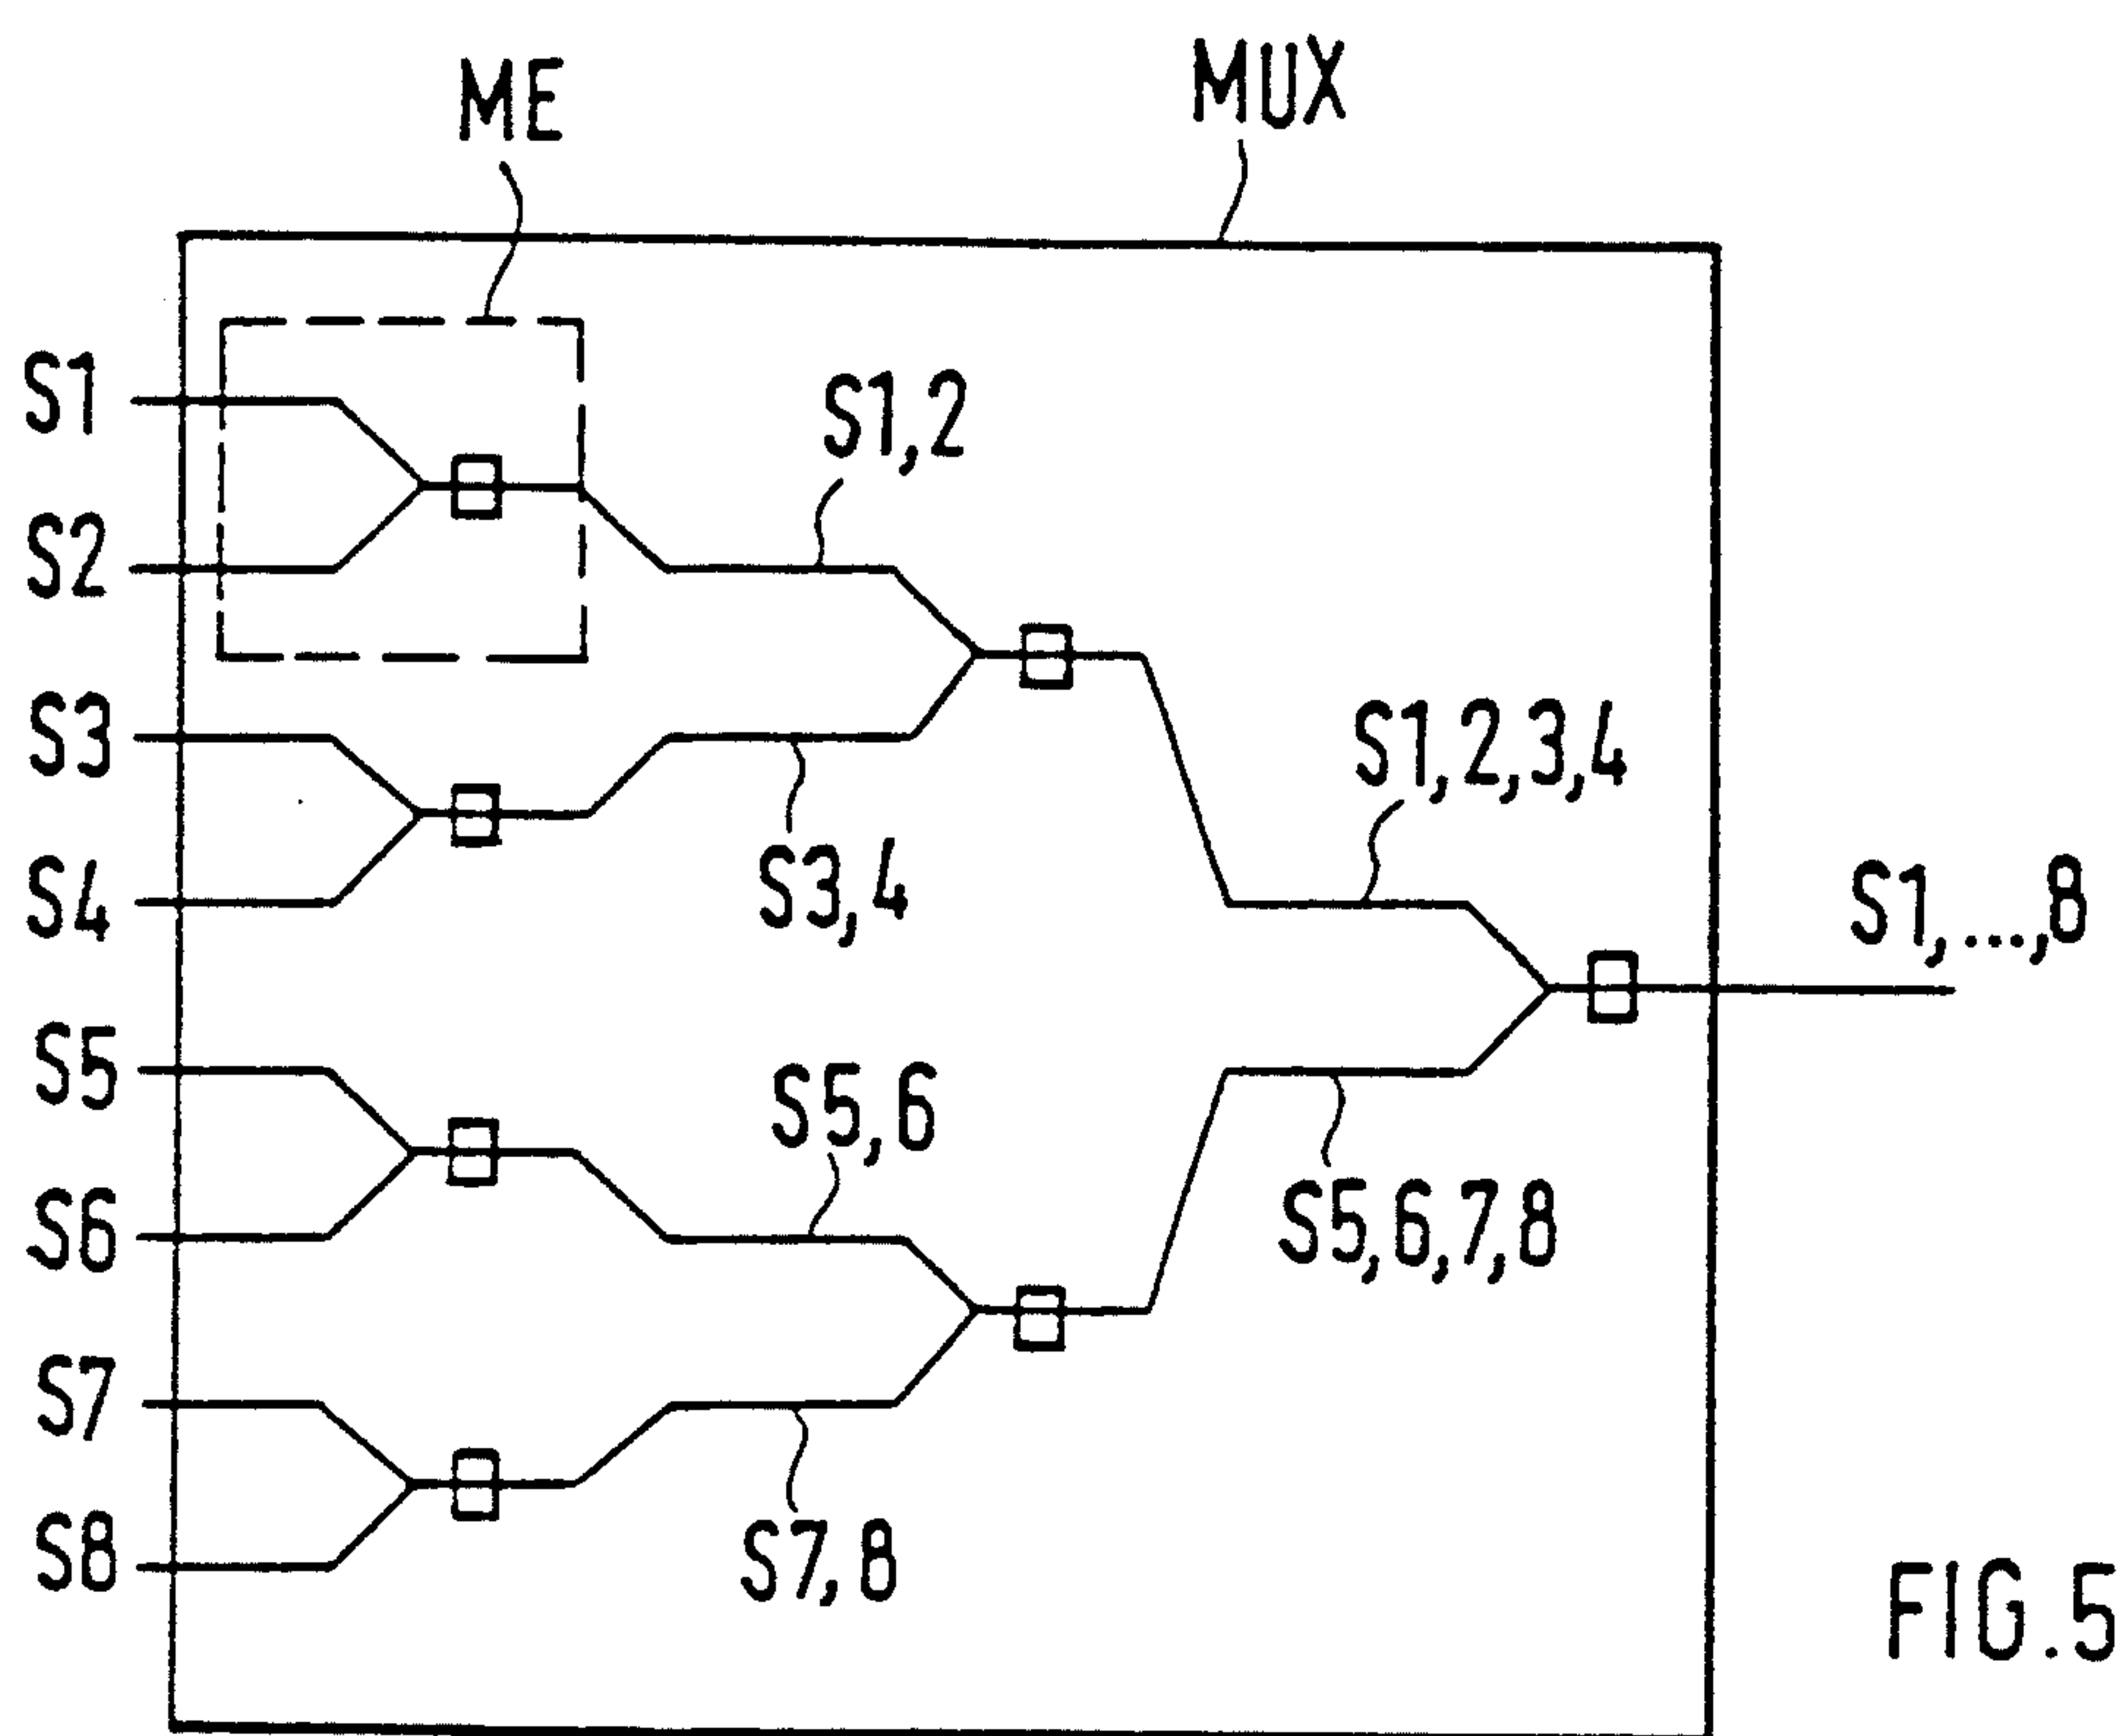 ME
MUX
S1
S2
S3
S4
S5
S6
S7
S8
S1,2
S3,4
S5,6
S7,8
S1,2,3,4
S5,6,7,8
S1,...,8
FIG.5